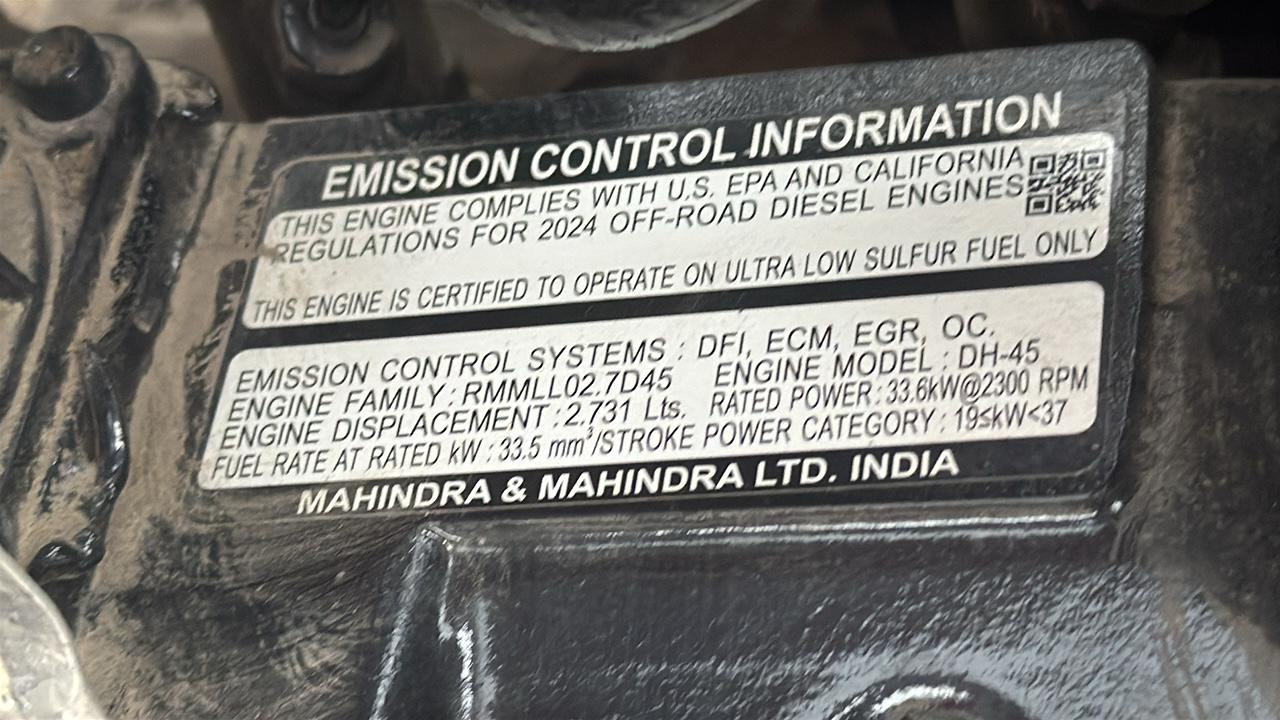 EMISSION CONTROL INFORMATION
THIS ENGINE COMPLIES WITH U.S. EPA AND CALIFORNIA
REGULATIONS FOR 2024 OFF-ROAD DIESEL ENGINES
THIS ENGINE IS CERTIFIED TO OPERATE ON ULTRA LOW SULFUR FUEL ONLY
EMISSION CONTROL SYSTEMS : DFI, ECM, EGR, OC.
ENGINE FAMILY : RMMLL02.7D45 ENGINE MODEL : DH-45
ENGINE DISPLACEMENT : 2.731 Lts. RATED POWER : 33.6kW@2300 RPM
FUEL RATE AT RATED kW : 33.5 mm³/STROKE POWER CATEGORY : 19≤kW<37
MAHINDRA & MAHINDRA LTD. INDIA